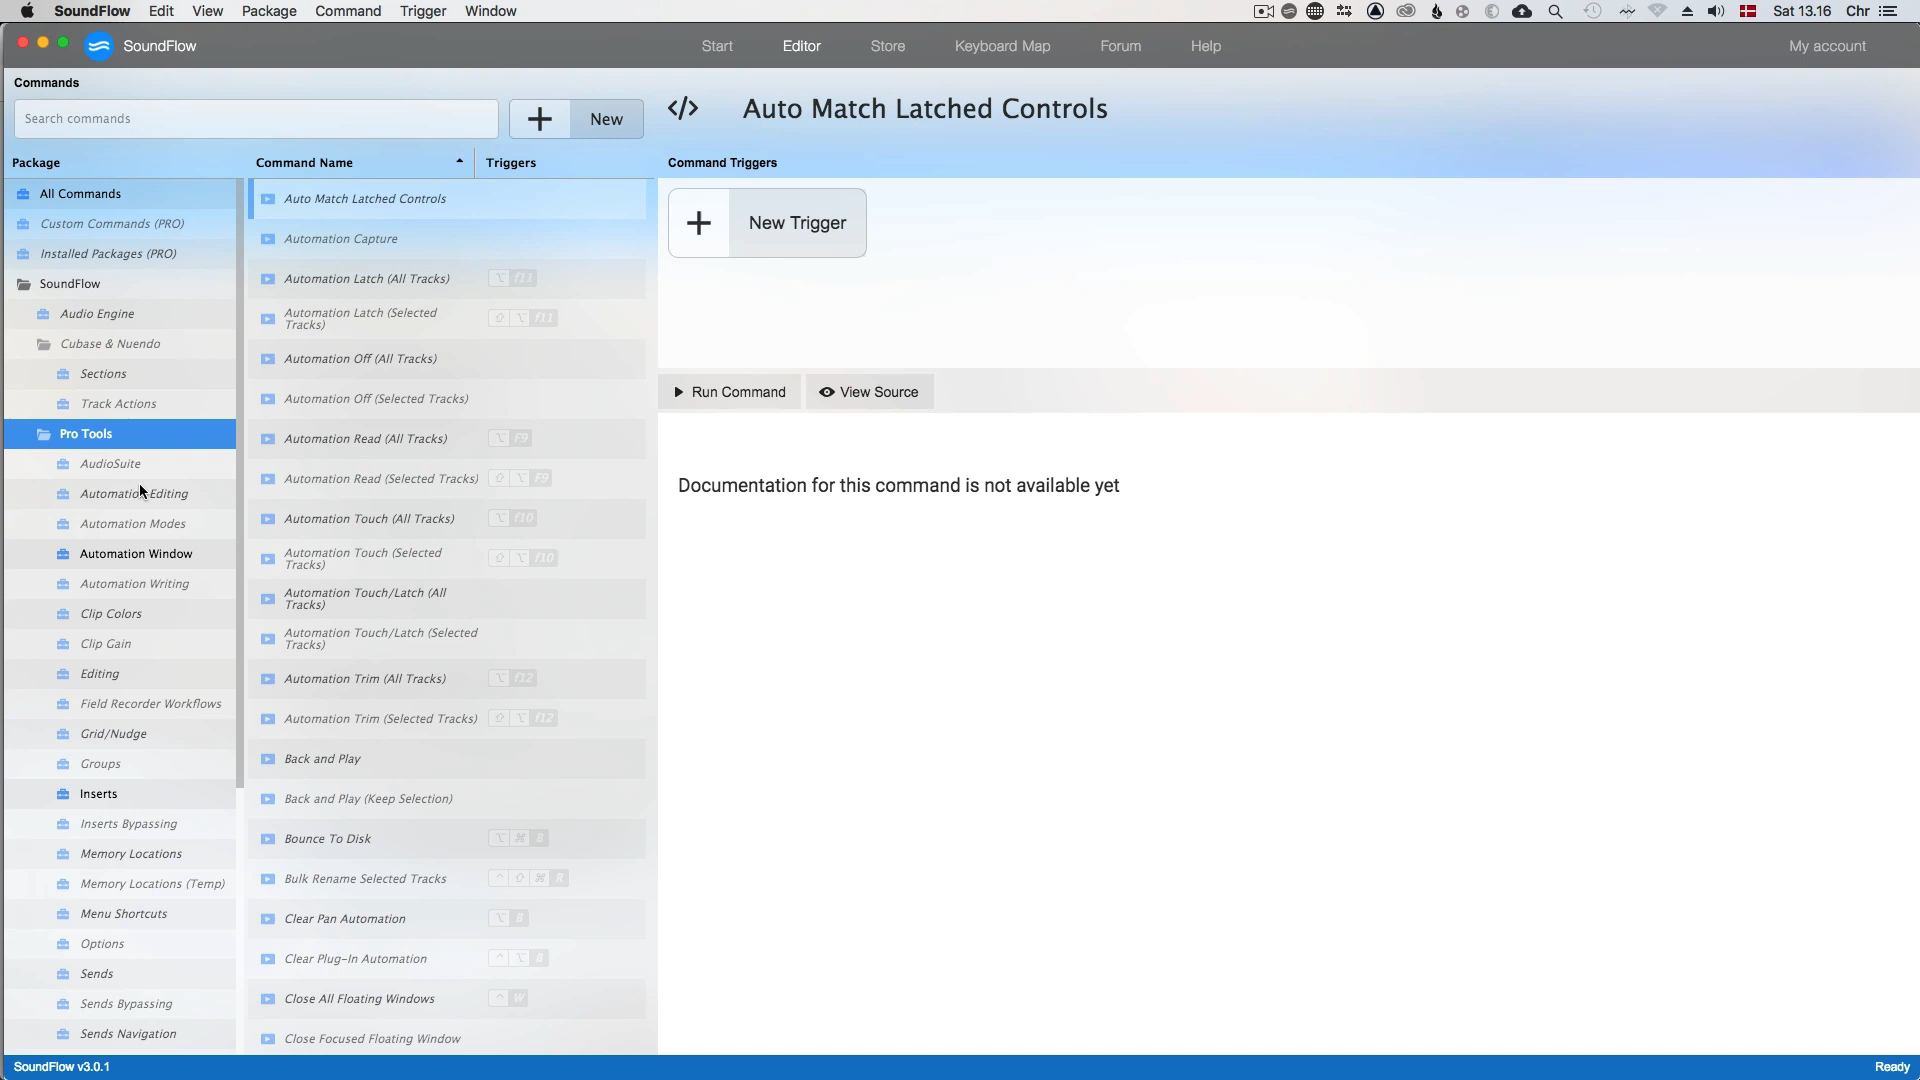 SoundFlow Edit View Package Command Trigger Window Sat 13.16 Chr
SoundFlow Start Editor Store Keyboard Map Forum Help My account
Commands
Search commands
New
</> Auto Match Latched Controls
Package
Command Name Triggers
Command Triggers
All Commands
Custom Commands (PRO)
Installed Packages (PRO)
SoundFlow
Audio Engine
Cubase & Nuendo
Sections
Track Actions
Pro Tools
AudioSuite
Automation Editing
Automation Modes
Automation Window
Automation Writing
Clip Colors
Clip Gain
Editing
Field Recorder Workflows
Grid/Nudge
Groups
Inserts
Inserts Bypassing
Memory Locations
Memory Locations (Temp)
Menu Shortcuts
Options
Sends
Sends Bypassing
Sends Navigation
Auto Match Latched Controls
Automation Capture
Automation Latch (All Tracks) ⌥ f11
Automation Latch (Selected
Tracks) ⇧ ⌥ f11
Automation Off (All Tracks)
Automation Off (Selected Tracks)
Automation Read (All Tracks) ⌥ F9
Automation Read (Selected Tracks) ⇧ ⌥ F9
Automation Touch (All Tracks) ⌥ f10
Automation Touch (Selected
Tracks) ⇧ ⌥ f10
Automation Touch/Latch (All
Tracks)
Automation Touch/Latch (Selected
Tracks)
Automation Trim (All Tracks) ⌥ f12
Automation Trim (Selected Tracks) ⇧ ⌥ f12
Back and Play
Back and Play (Keep Selection)
Bounce To Disk ⌥ ⌘ B
Bulk Rename Selected Tracks ^ ⇧ ⌘ R
Clear Pan Automation ⌥ B
Clear Plug-In Automation ^ ⌥ B
Close All Floating Windows ^ W
Close Focused Floating Window
New Trigger
Run Command View Source
Documentation for this command is not available yet
SoundFlow v3.0.1 Ready